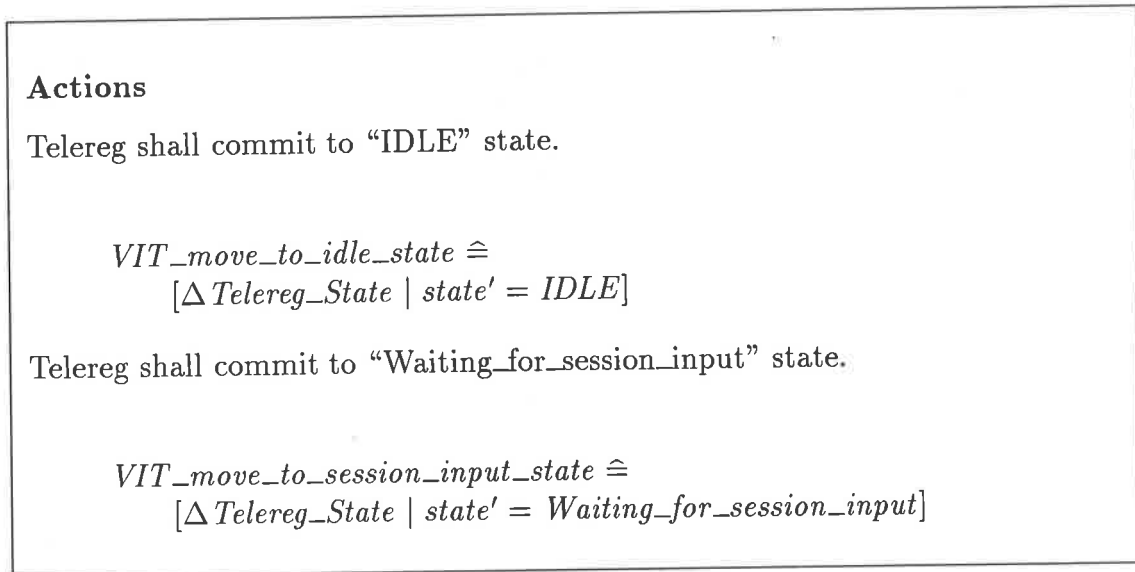 Actions
Telereg shall commit to “IDLE” state.
VIT_move_to_idle_state ≙
[Δ Telereg_State | state′ = IDLE]
Telereg shall commit to “Waiting_for_session_input” state.
VIT_move_to_session_input_state ≙
[Δ Telereg_State | state′ = Waiting_for_session_input]